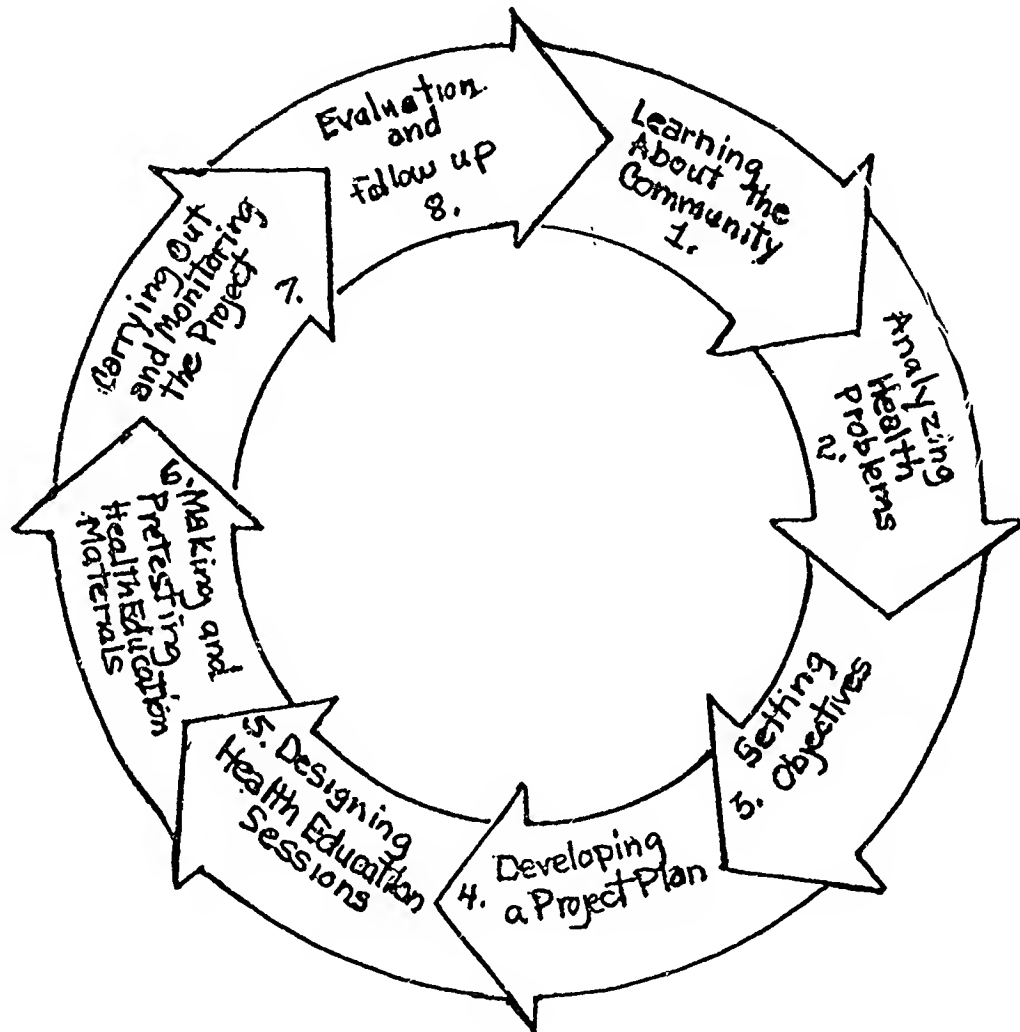 Learning
About the
Community
1.
Analyzing
Health
Problems
2.
Setting
3. Objectives
Developing
4. a Project Plan
5. Designing
Health Education
Sessions
6. Making and
Pretesting
Health Education
Materials
Carrying Out
and Monitoring
the Project
7.
Evaluation
and
Follow up
8.